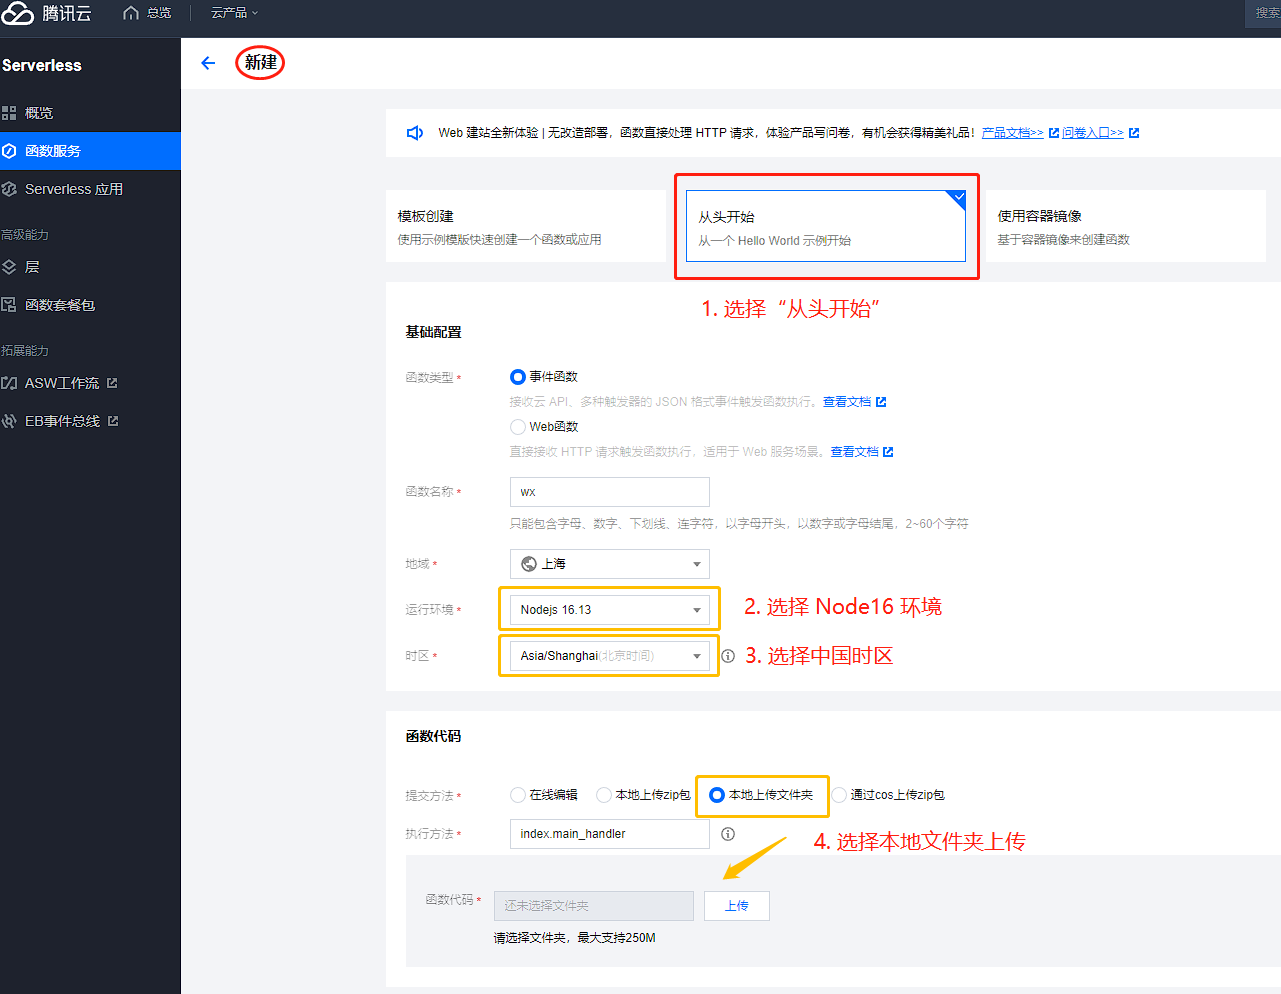 腾讯云 总览 云产品 搜索
Serverless
新建
概览
函数服务
Serverless 应用
高级能力
层
函数套餐包
拓展能力
ASW工作流
EB事件总线
Web 建站全新体验 | 无改造部署，函数直接处理 HTTP 请求，体验产品写问卷，有机会获得精美礼品！ 产品文档>> 问卷入口>>
模板创建
使用示例模版快速创建一个函数或应用
从头开始
从一个 Hello World 示例开始
使用容器镜像
基于容器镜像来创建函数
1. 选择“从头开始”
基础配置
函数类型* 事件函数
接收云 API、多种触发器的 JSON 格式事件触发函数执行。查看文档
Web函数
直接接收 HTTP 请求触发函数执行，适用于 Web 服务场景。查看文档
函数名称* wx
只能包含字母、数字、下划线、连字符，以字母开头，以数字或字母结尾，2~60个字符
地域* 上海
运行环境* Nodejs 16.13 2. 选择 Node16 环境
时区* Asia/Shanghai(北京时间) 3. 选择中国时区
函数代码
提交方法* 在线编辑 本地上传zip包 本地上传文件夹 通过cos上传zip包
执行方法* index.main_handler
4. 选择本地文件夹上传
函数代码* 还未选择文件夹 上传
请选择文件夹，最大支持250M